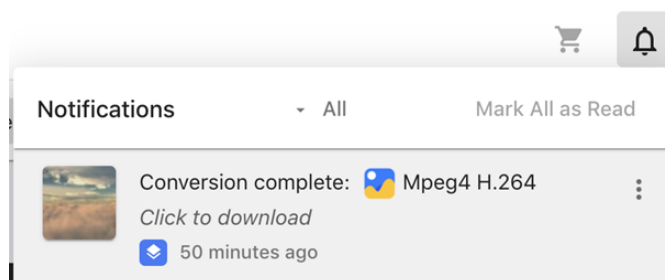 Notifications All Mark All as Read
Conversion complete: Mpeg4 H.264
Click to download
50 minutes ago